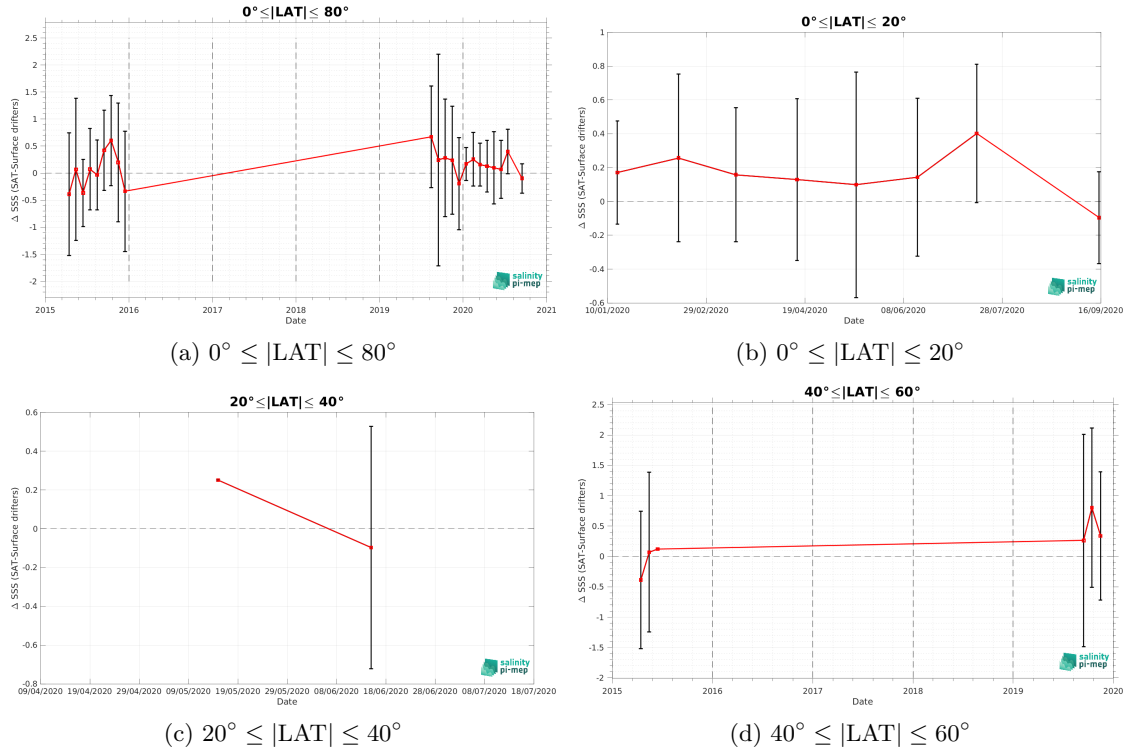 0°≤|LAT|≤ 80°
Δ SSS (SAT-Surface drifters)
2.5
2
1.5
1
0.5
0
-0.5
-1
-1.5
-2
2015 2016 2017 2018 2019 2020 2021
Date
salinity
pi-mep
(a) 0° ≤ |LAT| ≤ 80°
0°≤|LAT|≤ 20°
Δ SSS (SAT-Surface drifters)
1
0.8
0.6
0.4
0.2
0
-0.2
-0.4
-0.6
10/01/2020 29/02/2020 19/04/2020 08/06/2020 28/07/2020 16/09/2020
Date
salinity
pi-mep
(b) 0° ≤ |LAT| ≤ 20°
20°≤|LAT|≤ 40°
Δ SSS (SAT-Surface drifters)
0.6
0.4
0.2
0
-0.2
-0.4
-0.6
-0.8
09/04/2020 19/04/2020 29/04/2020 09/05/2020 19/05/2020 29/05/2020 08/06/2020 18/06/2020 28/06/2020 08/07/2020 18/07/2020
Date
salinity
pi-mep
(c) 20° ≤ |LAT| ≤ 40°
40°≤|LAT|≤ 60°
Δ SSS (SAT-Surface drifters)
2.5
2
1.5
1
0.5
0
-0.5
-1
-1.5
-2
2015 2016 2017 2018 2019 2020
Date
salinity
pi-mep
(d) 40° ≤ |LAT| ≤ 60°